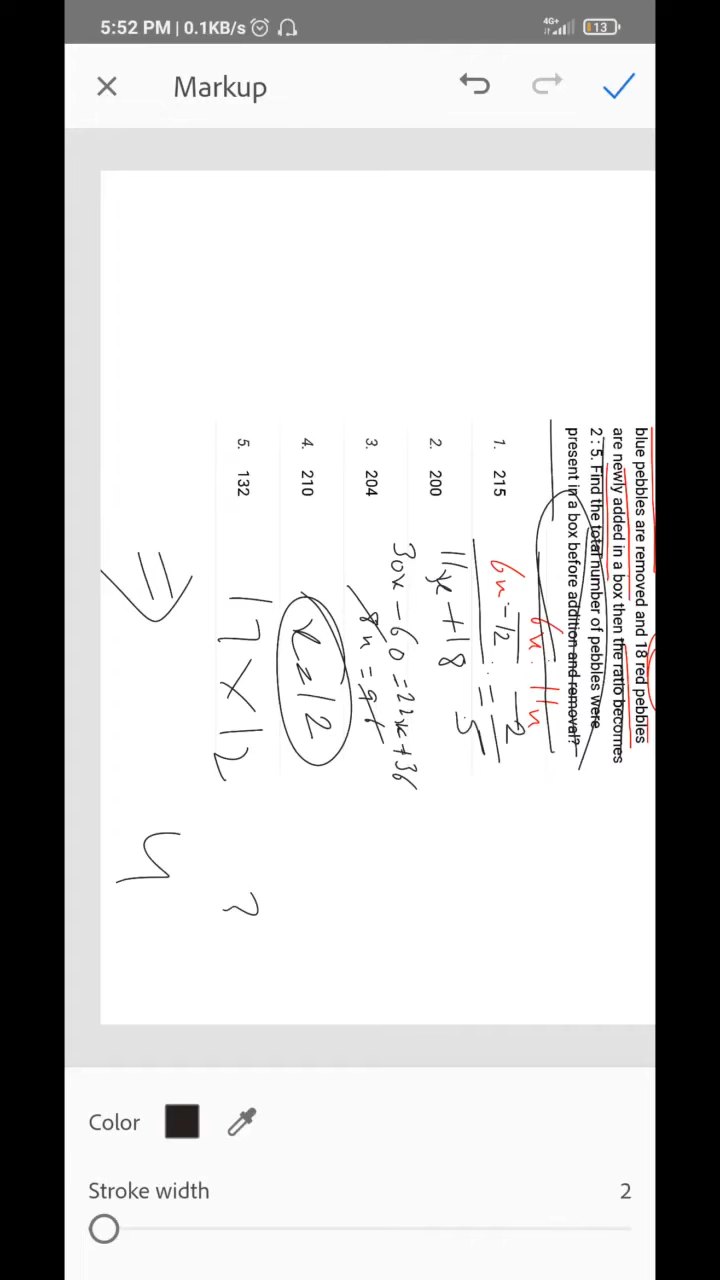 5:52 PM | 0.1KB/s 4G+ 13
Markup
blue pebbles are removed and 18 red pebbles
are newly added in a box then the ratio becomes
2 : 5. Find the total number of pebbles were
present in a box before addition and removal?
6x : 11x
1. 215
6x - 12 = 2
11x + 18 5
2. 200
30x - 60 = 22x + 36
3. 204
8x = 96
4. 210
x = 12
5. 132
17 x 12
Color
Stroke width 2